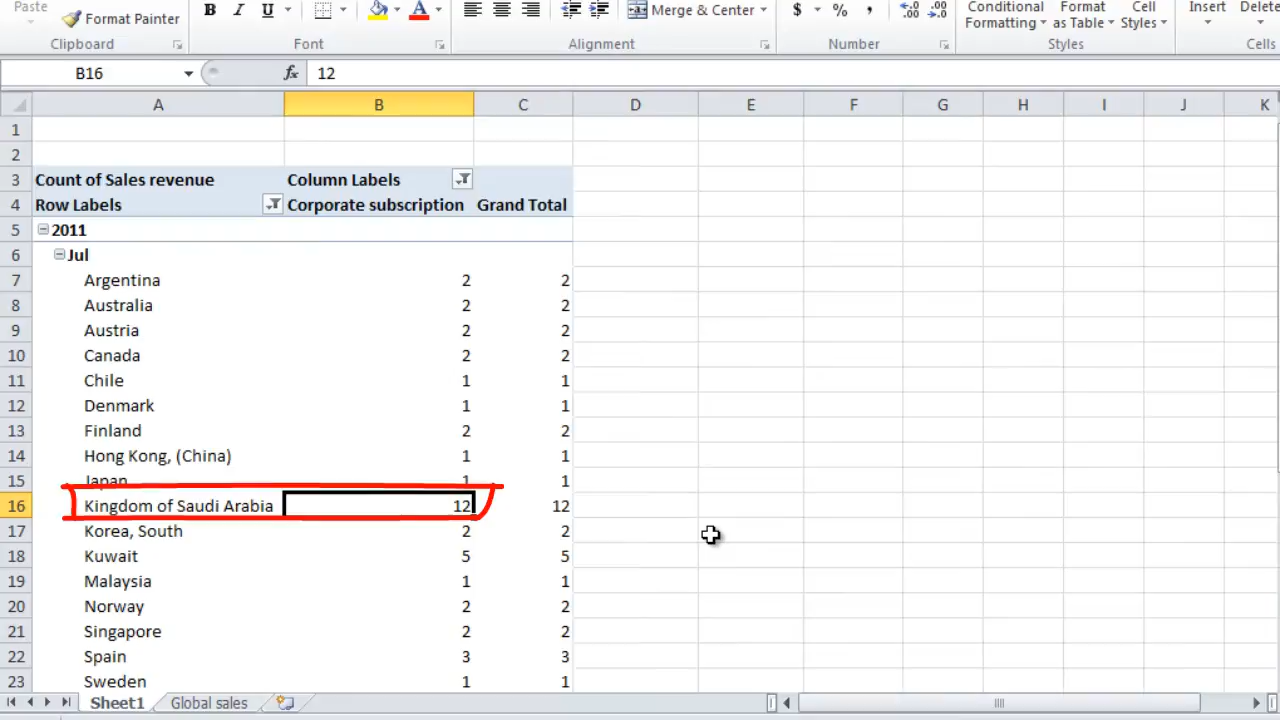 Paste
Format Painter
B I U A
Merge & Center
$ % ,
Conditional Formatting
Format as Table
Cell Styles
Insert
Delete
Clipboard Font Alignment Number Styles Cells
B16 fx 12
A B C D E F G H I J K
1
2
3 Count of Sales revenue Column Labels
4 Row Labels Corporate subscription Grand Total
5 2011
6 Jul
7 Argentina 2 2
8 Australia 2 2
9 Austria 2 2
10 Canada 2 2
11 Chile 1 1
12 Denmark 1 1
13 Finland 2 2
14 Hong Kong, (China) 1 1
15 Japan 1 1
16 Kingdom of Saudi Arabia 12 12
17 Korea, South 2 2
18 Kuwait 5 5
19 Malaysia 1 1
20 Norway 2 2
21 Singapore 2 2
22 Spain 3 3
23 Sweden 1 1
Sheet1 Global sales